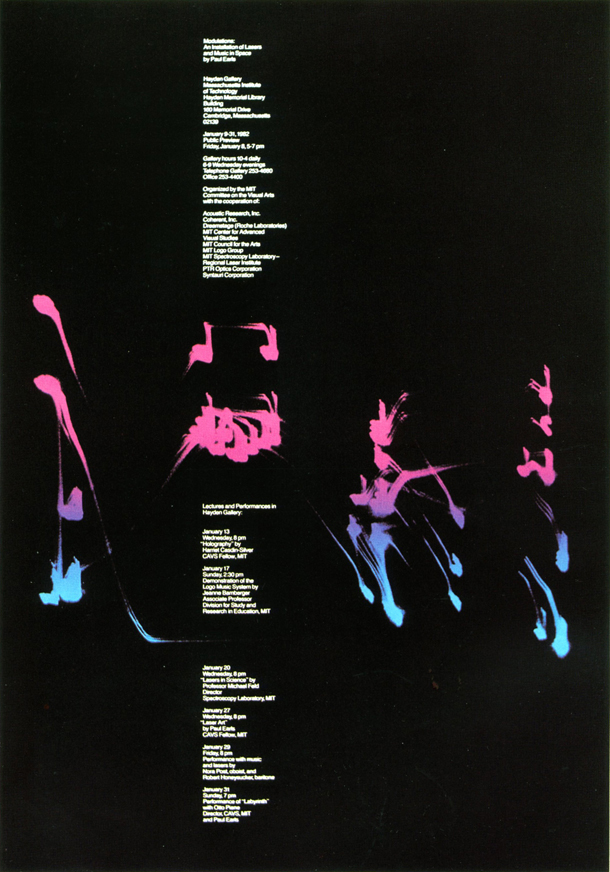 Modulations:
An Installation of Lasers
and Music in Space
by Paul Earls
Hayden Gallery
Massachusetts Institute
of Technology
Hayden Memorial Library
Building
160 Memorial Drive
Cambridge, Massachusetts
02139
January 9-31, 1982
Public Preview
Friday, January 8, 5-7 pm
Gallery hours 10-4 daily
6-9 Wednesday evenings
Telephone Gallery 253-4680
Office 253-4400
Organized by the MIT
Committee on the Visual Arts
with the cooperation of:
Acoustic Research, Inc.
Coherent, Inc.
Dreamstage (Roche Laboratories)
MIT Center for Advanced
Visual Studies
MIT Council for the Arts
MIT Logo Group
MIT Spectroscopy Laboratory—
Regional Laser Institute
PTR Optics Corporation
Syntauri Corporation
Lectures and Performances in
Hayden Gallery:
January 13
Wednesday, 8 pm
"Holography" by
Harriet Casdin-Silver
CAVS Fellow, MIT
January 17
Sunday, 2:30 pm
Demonstration of the
Logo Music System by
Jeanne Bamberger
Associate Professor
Division for Study and
Research in Education, MIT
January 20
Wednesday, 8 pm
"Lasers in Science" by
Professor Michael Feld
Director
Spectroscopy Laboratory, MIT
January 27
Wednesday, 8 pm
"Laser Art"
by Paul Earls
CAVS Fellow, MIT
January 29
Friday, 8 pm
Performance with music
and lasers by
Nora Post, oboist, and
Robert Honeysucker, baritone
January 31
Sunday, 7 pm
Performance of "Labyrinth"
with Otto Piene
Director, CAVS, MIT
and Paul Earls